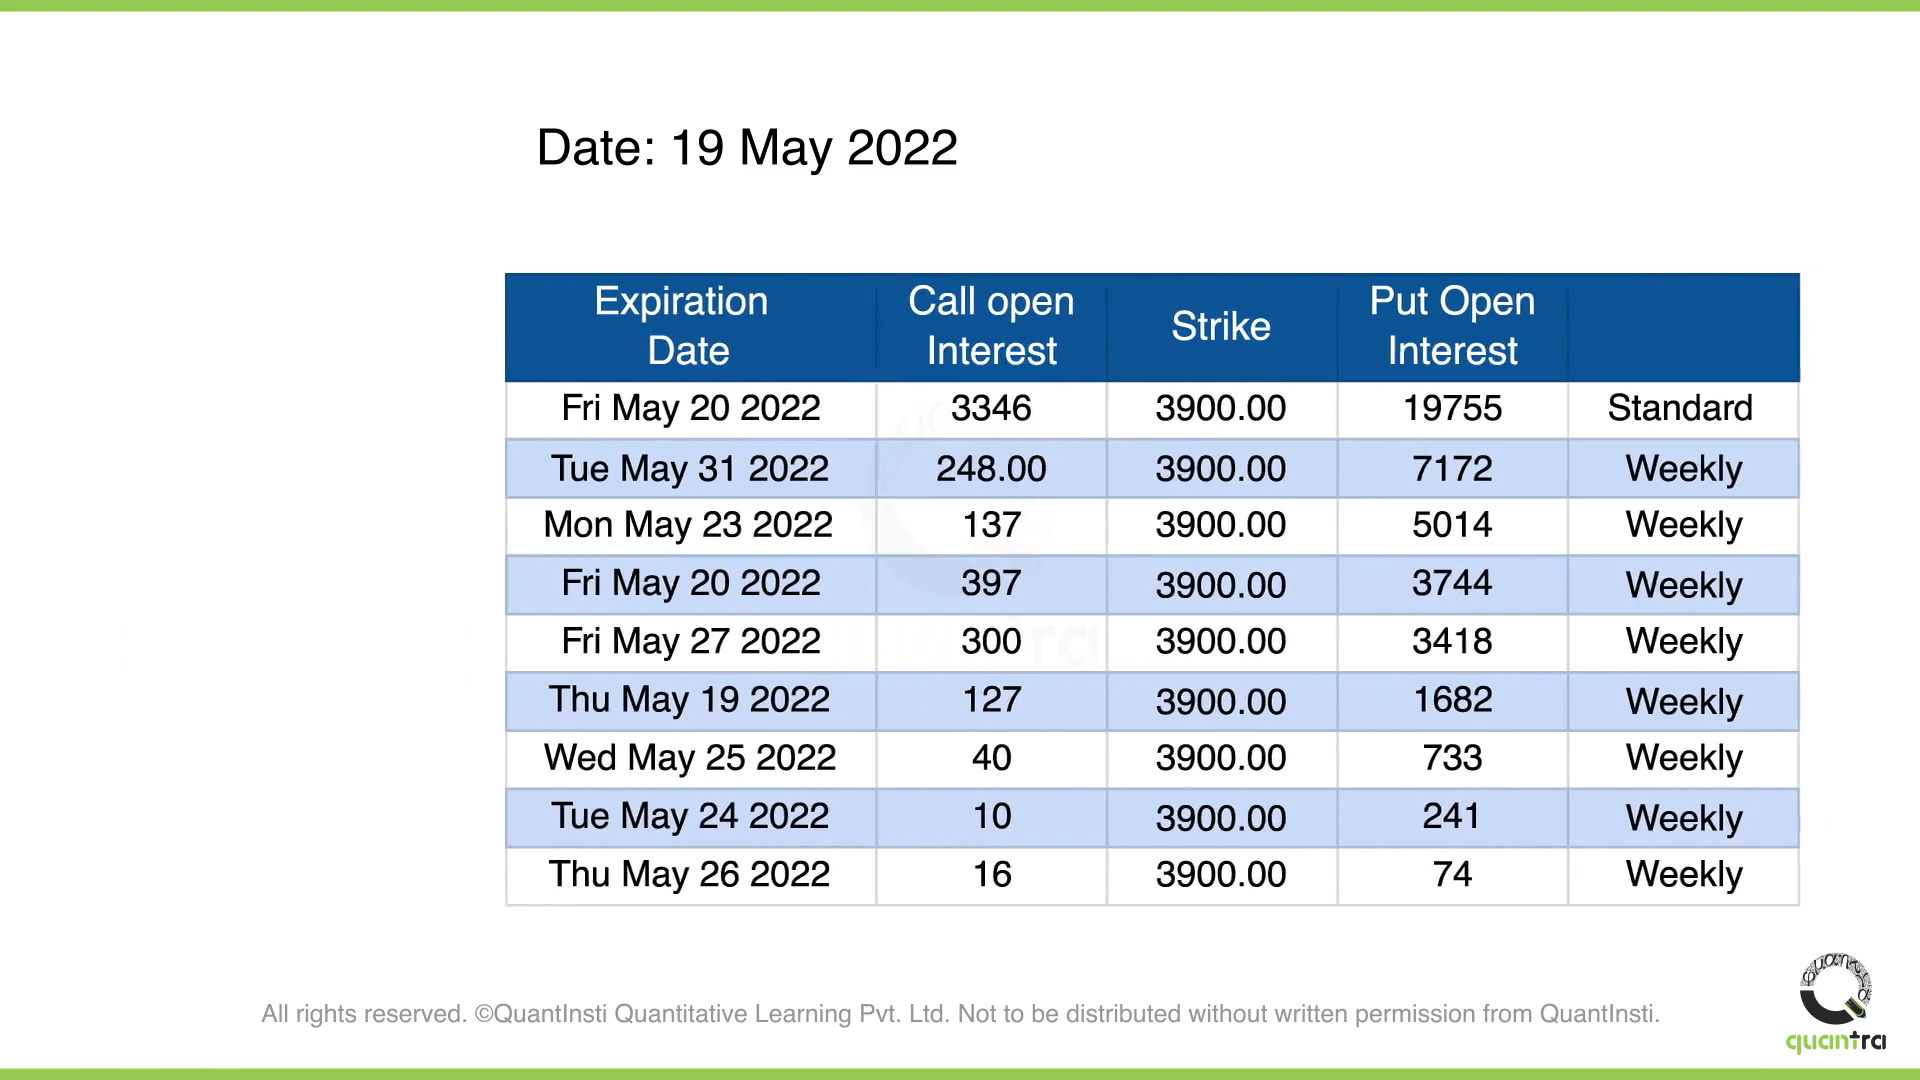 Date: 19 May 2022
Expiration Date Call open Interest Strike Put Open Interest
Fri May 20 2022 3346 3900.00 19755 Standard
Tue May 31 2022 248.00 3900.00 7172 Weekly
Mon May 23 2022 137 3900.00 5014 Weekly
Fri May 20 2022 397 3900.00 3744 Weekly
Fri May 27 2022 300 3900.00 3418 Weekly
Thu May 19 2022 127 3900.00 1682 Weekly
Wed May 25 2022 40 3900.00 733 Weekly
Tue May 24 2022 10 3900.00 241 Weekly
Thu May 26 2022 16 3900.00 74 Weekly
All rights reserved. ©QuantInsti Quantitative Learning Pvt. Ltd. Not to be distributed without written permission from QuantInsti.
quantra